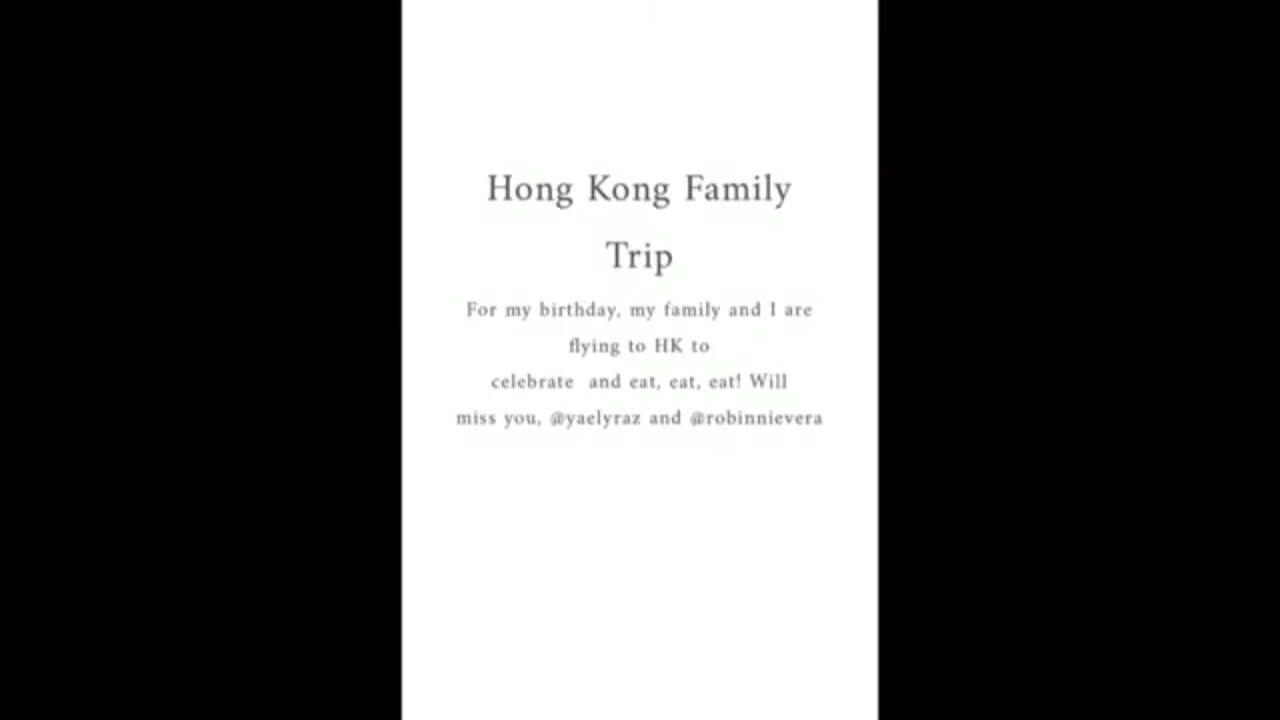 Hong Kong Family
Trip
For my birthday, my family and I are
flying to HK to
celebrate  and eat, eat, eat! Will
miss you, @yaelyraz and @robinnievera